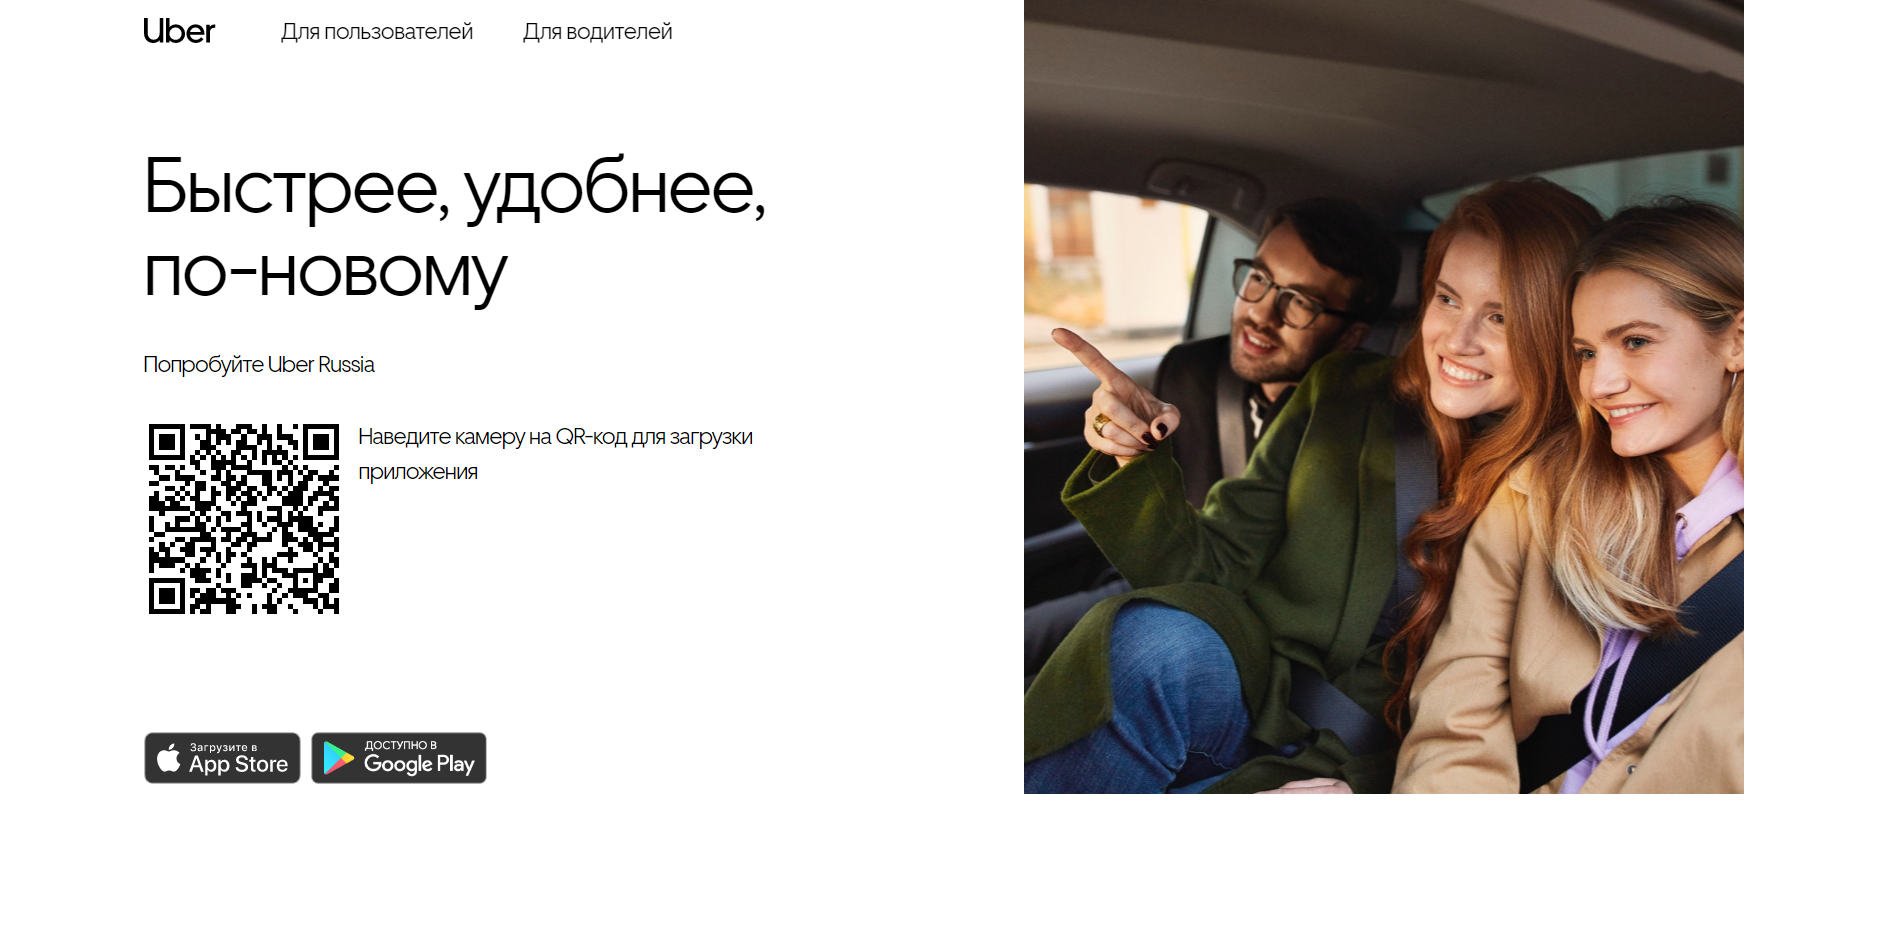 Uber
Для пользователей
Для водителей
Быстрее, удобнее,
по-новому
Попробуйте Uber Russia
Наведите камеру на QR-код для загрузки
приложения
Загрузите в
App Store
ДОСТУПНО В
Google Play